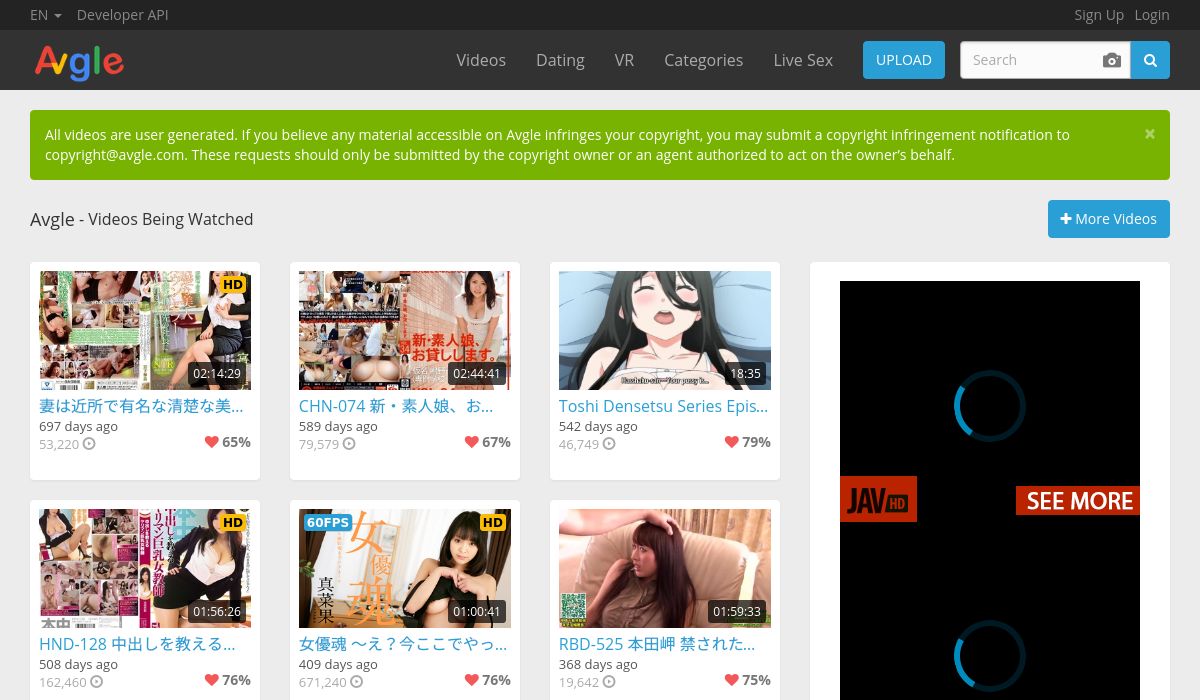 EN Developer API Sign Up Login
Avgle Videos Dating VR Categories Live Sex UPLOAD Search
All videos are user generated. If you believe any material accessible on Avgle infringes your copyright, you may submit a copyright infringement notification to ×
copyright@avgle.com. These requests should only be submitted by the copyright owner or an agent authorized to act on the owner's behalf.
Avgle - Videos Being Watched More Videos
HD
02:14:29
妻は近所で有名な清楚な美...
697 days ago
53,220 65%
新・素人娘、
お貸しします。
02:44:41
CHN-074 新・素人娘、お...
589 days ago
79,579 67%
18:35
Toshi Densetsu Series Epis...
542 days ago
46,749 79%
JAV HD SEE MORE
HD
01:56:26
HND-128 中出しを教える...
508 days ago
162,460 76%
60FPS HD
女優魂
真菜果
01:00:41
女優魂 ～え？今ここでやっ...
409 days ago
671,240 76%
01:59:33
RBD-525 本田岬 禁された...
368 days ago
19,642 75%